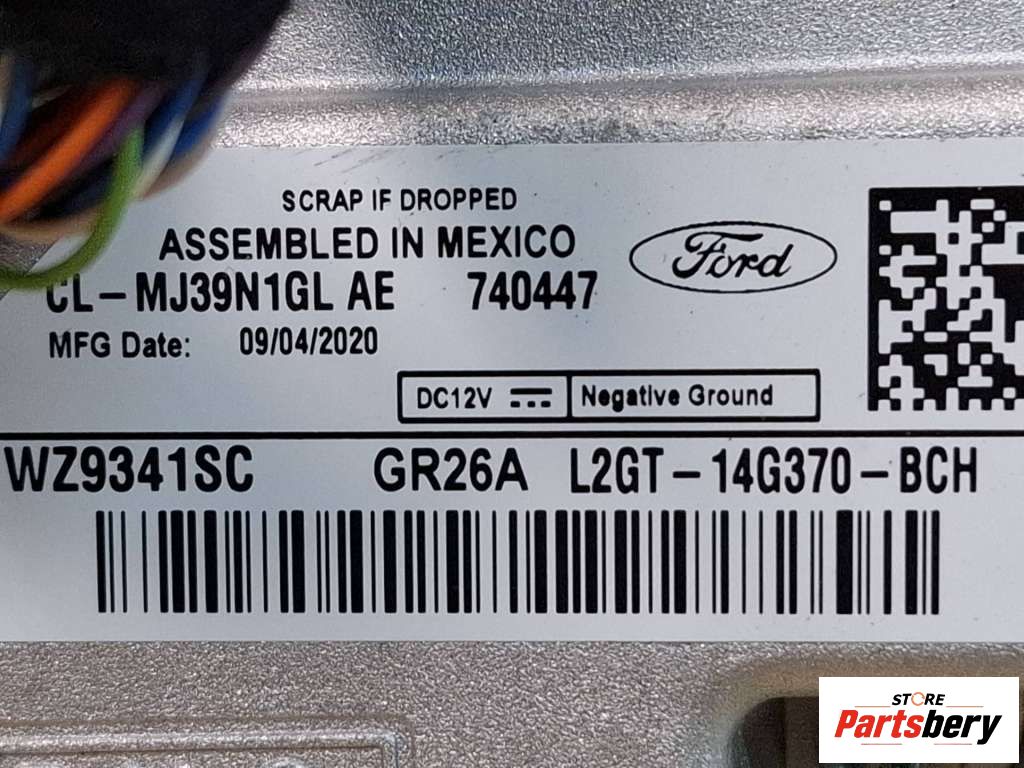 SCRAP IF DROPPED
ASSEMBLED IN MEXICO
Ford
CL-MJ39N1GL AE 740447
MFG Date: 09/04/2020
DC12V Negative Ground
WZ9341SC GR26A L2GT-14G370-BCH
STORE
Partsbery